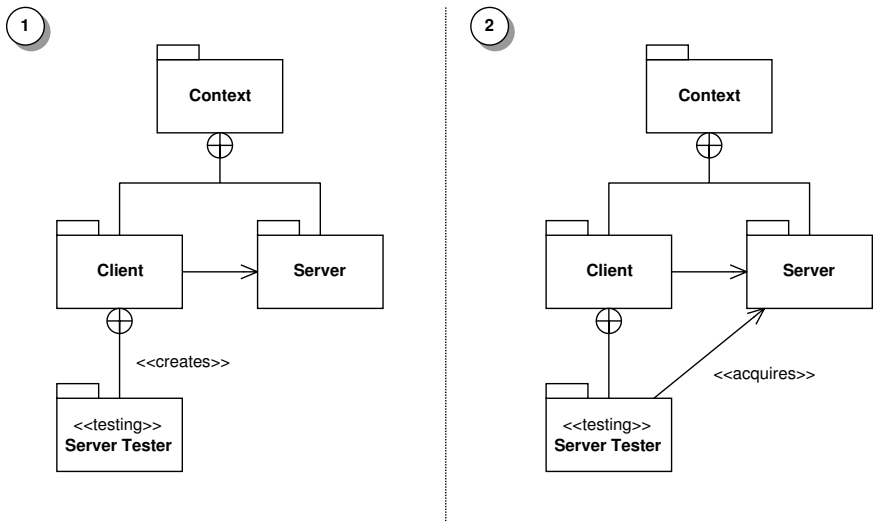 1
Context
Client
Server
<<creates>>
<<testing>>
Server Tester
2
Context
Client
Server
<<acquires>>
<<testing>>
Server Tester